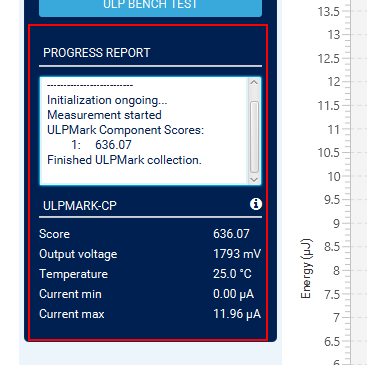 ULP BENCH TEST
PROGRESS REPORT
--------------------------
Initialization ongoing...
Measurement started
ULPMark Component Scores:
1: 636.07
Finished ULPMark collection.
ULPMARK-CP
Score 636.07
Output voltage 1793 mV
Temperature 25.0 °C
Current min 0.00 µA
Current max 11.96 µA
Energy (µJ)
13.5
13
12.5
12
11.5
11
10.5
10
9.5
9
8.5
8
7.5
7
6.5
6